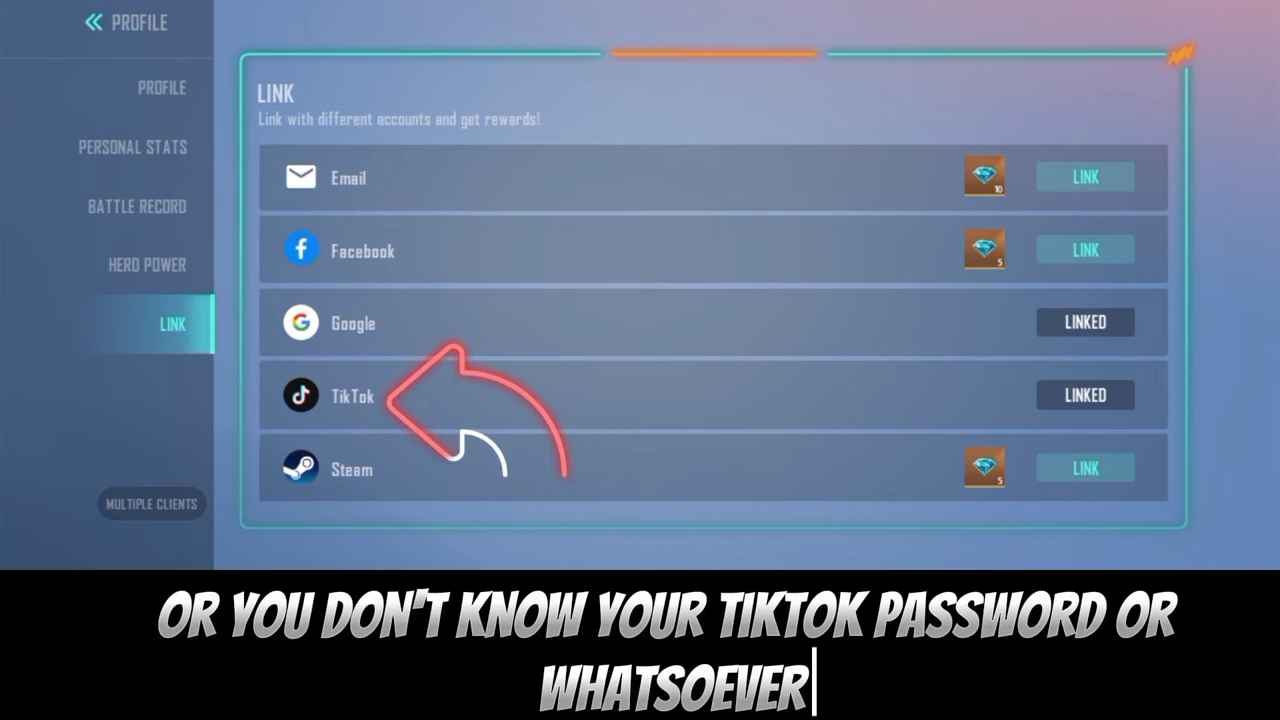 PROFILE
PROFILE
PERSONAL STATS
BATTLE RECORD
HERO POWER
LINK
MULTIPLE CLIENTS
LINK
Link with different accounts and get rewards!
Email 10 LINK
Facebook 5 LINK
Google LINKED
TikTok LINKED
Steam 5 LINK
OR YOU DON'T KNOW YOUR TIKTOK PASSWORD OR
WHATSOEVER